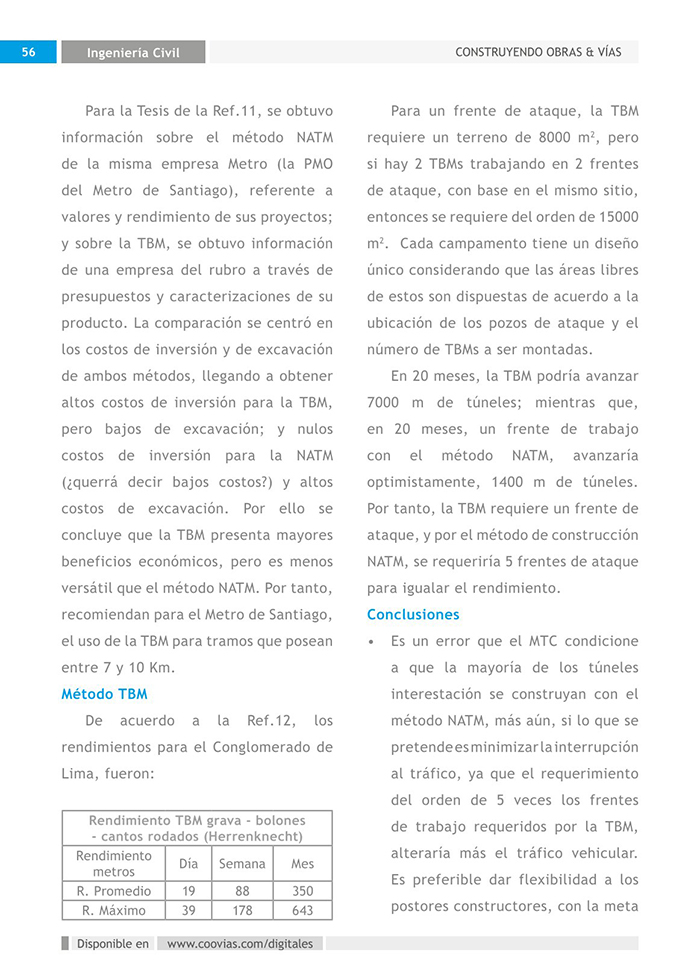 56
Ingenieria Civil
CONSTRUYENDO OBRAS & VÍAS
Para la Tesis de la Ref.11, se obtuvo
información sobre el método NATM
de la misma empresa Metro (la PMO
del Metro de Santiago), referente a
valores y rendimiento de sus proyectos;
y sobre la TBM, se obtuvo información
de una empresa del rubro a través de
presupuestos y caracterizaciones de su
producto. La comparación se centró en
los costos de inversión y de excavación
de ambos métodos, llegando a obtener
altos costos de inversión para la TBM,
pero bajos de excavación; y nulos
costos de inversión para la NATM
(¿querrá decir bajos costos?) y altos
costos de excavación. Por ello se
concluye que la TBM presenta mayores
beneficios económicos, pero es menos
versátil que el método NATM. Por tanto,
recomiendan para el Metro de Santiago,
el uso de la TBM para tramos que posean
entre 7 y 10 Km.
Método TBM
De acuerdo a la Ref.12, los
rendimientos para el Conglomerado de
Lima, fueron:
Rendimiento TBM grava - bolones
- cantos rodados (Herrenknecht)
Rendimiento metros Día Semana Mes
R. Promedio 19 88 350
R. Máximo 39 178 643
Para un frente de ataque, la TBM
requiere un terreno de 8000 m², pero
si hay 2 TBMs trabajando en 2 frentes
de ataque, con base en el mismo sitio,
entonces se requiere del orden de 15000
m². Cada campamento tiene un diseño
único considerando que las áreas libres
de estos son dispuestas de acuerdo a la
ubicación de los pozos de ataque y el
número de TBMs a ser montadas.
En 20 meses, la TBM podría avanzar
7000 m de túneles; mientras que,
en 20 meses, un frente de trabajo
con el método NATM, avanzaría
optimistamente, 1400 m de túneles.
Por tanto, la TBM requiere un frente de
ataque, y por el método de construcción
NATM, se requeriría 5 frentes de ataque
para igualar el rendimiento.
Conclusiones
• Es un error que el MTC condicione
a que la mayoría de los túneles
interestación se construyan con el
método NATM, más aún, si lo que se
pretende es minimizar la interrupción
al tráfico, ya que el requerimiento
del orden de 5 veces los frentes
de trabajo requeridos por la TBM,
alteraría más el tráfico vehicular.
Es preferible dar flexibilidad a los
postores constructores, con la meta
Disponible en www.coovias.com/digitales